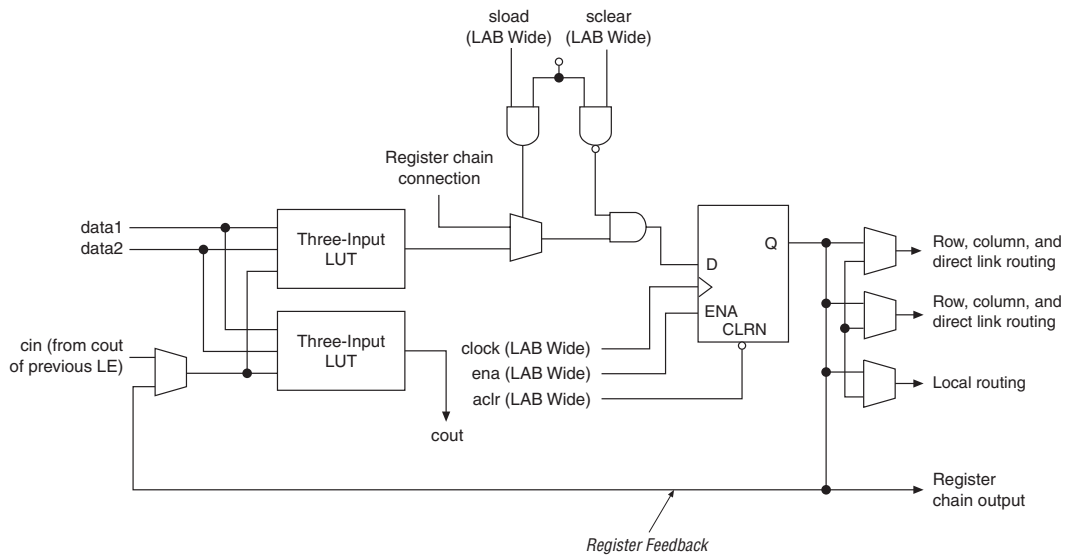 sload
(LAB Wide)
sclear
(LAB Wide)
Register chain
connection
data1
data2
Three-Input
LUT
Q
D
ENA
CLRN
Row, column, and
direct link routing
Row, column, and
direct link routing
cin (from cout
of previous LE)
Three-Input
LUT
clock (LAB Wide)
ena (LAB Wide)
aclr (LAB Wide)
Local routing
cout
Register
chain output
Register Feedback